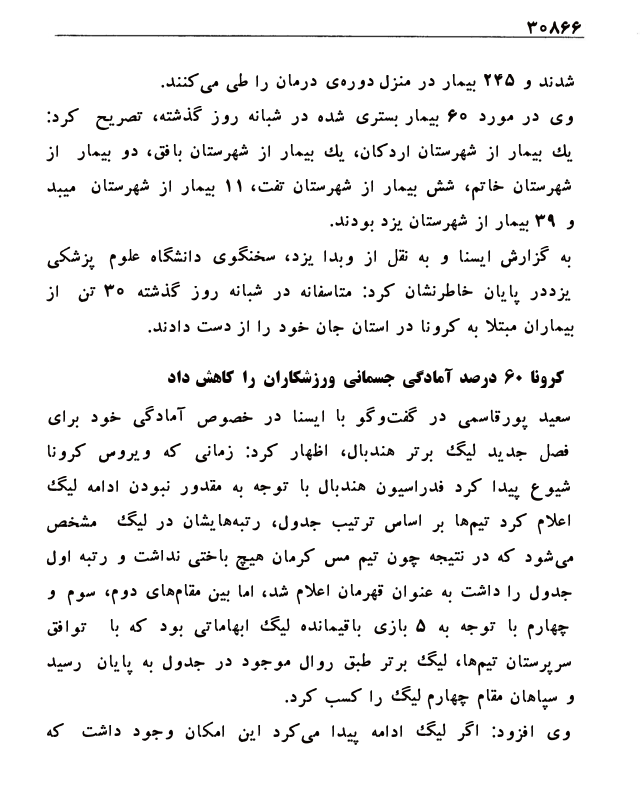 ۳۰۸۶۶
شدند و ۲۴۵ بیمار در منزل دوره‌ی درمان را طی می‌کنند.
وی در مورد ۶۰ بیمار بستری شده در شبانه روز گذشته، تصریح کرد:
یك بیمار از شهرستان اردکان، یك بیمار از شهرستان بافق، دو بیمار از
شهرستان خاتم، شش بیمار از شهرستان تفت، ۱۱ بیمار از شهرستان میبد
و ۳۹ بیمار از شهرستان یزد بودند.
به گزارش ایسنا و به نقل از وبدا یزد، سخنگوی دانشگاه علوم پزشکی
یزددر پایان خاطرنشان کرد: متاسفانه در شبانه روز گذشته ۳۰ تن از
بیماران مبتلا به کرونا در استان جان خود را از دست دادند.
کرونا ۶۰ درصد آمادگی جسمانی ورزشکاران را کاهش داد
سعید پورقاسمی در گفت‌وگو با ایسنا در خصوص آمادگی خود برای
فصل جدید لیگ برتر هندبال، اظهار کرد: زمانی که ویروس کرونا
شیوع پیدا کرد فدراسیون هندبال با توجه به مقدور نبودن ادامه لیگ
اعلام کرد تیم‌ها بر اساس ترتیب جدول، رتبه‌هایشان در لیگ مشخص
می‌شود که در نتیجه چون تیم مس کرمان هیچ باختی نداشت و رتبه اول
جدول را داشت به عنوان قهرمان اعلام شد، اما بین مقام‌های دوم، سوم و
چهارم با توجه به ۵ بازی باقیمانده لیگ ابهاماتی بود که با توافق
سرپرستان تیم‌ها، لیگ برتر طبق روال موجود در جدول به پایان رسید
و سپاهان مقام چهارم لیگ را کسب کرد.
وی افزود: اگر لیگ ادامه پیدا می‌کرد این امکان وجود داشت که